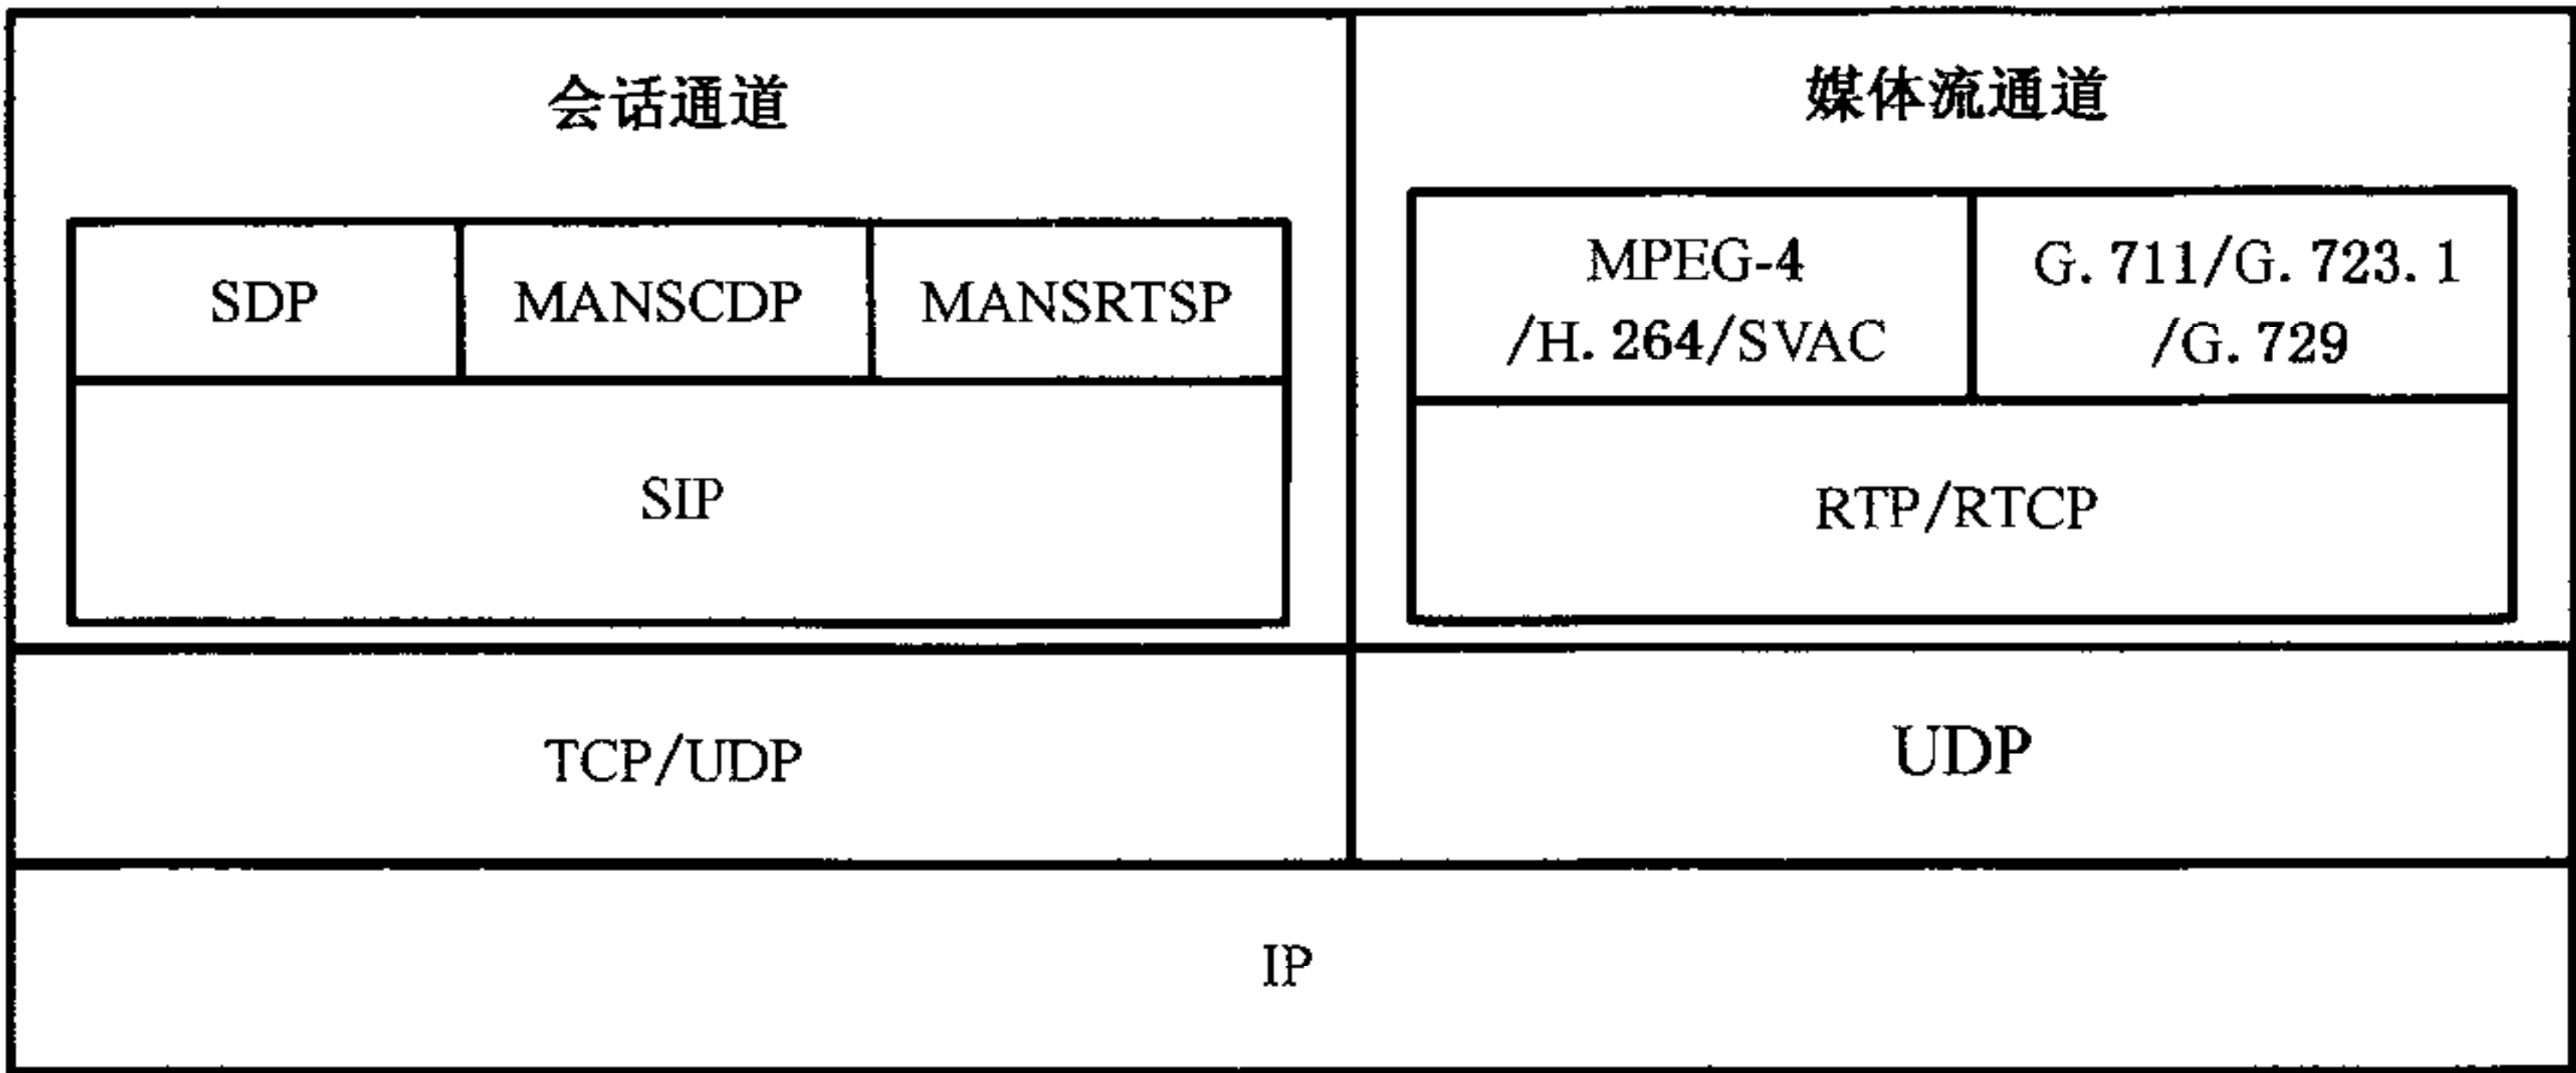 会话通道
媒体流通道
SDP
MANSCDP
MANSRTSP
SIP
MPEG-4
/H. 264/SVAC
G. 711/G. 723. 1
/G. 729
RTP/RTCP
TCP/UDP
UDP
IP